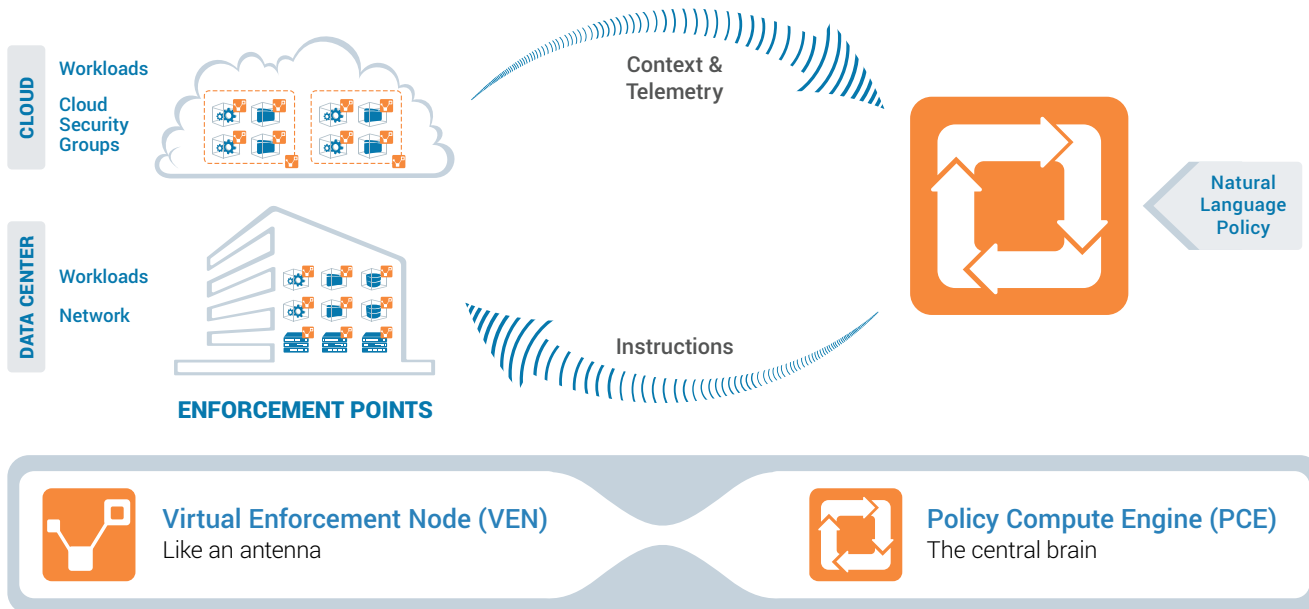 CLOUD
Workloads
Cloud
Security
Groups
Context &
Telemetry
Natural
Language
Policy
DATA CENTER
Workloads
Network
Instructions
ENFORCEMENT POINTS
Virtual Enforcement Node (VEN)
Like an antenna
Policy Compute Engine (PCE)
The central brain